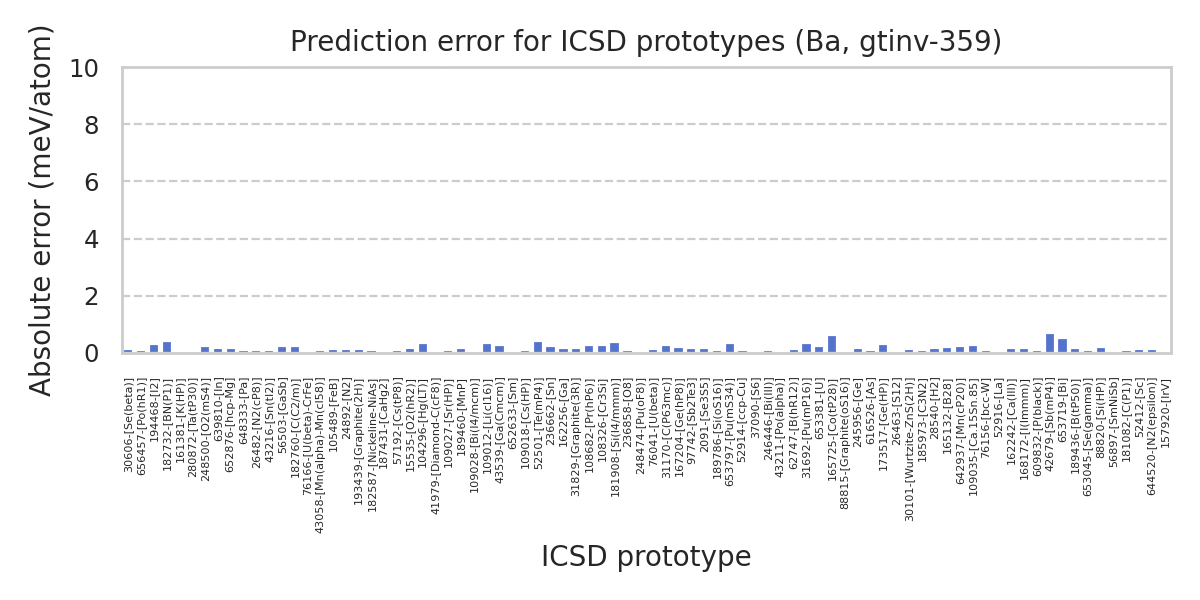 Prediction error for ICSD prototypes (Ba, gtinv-359)
Absolute error (meV/atom)
10
8
6
4
2
0
30606-[Se(beta)]
656457-[Po(hR1)]
194468-[I2]
182732-[BN(P1)]
161381-[K(HP)]
280872-[Ta(tP30)]
248500-[O2(mS4)]
639810-[In]
652876-[hcp-Mg]
648333-[Pa]
26482-[N2(cP8)]
43216-[Sn(tI2)]
56503-[GaSb]
182760-[C(C2/m)]
76166-[U(beta)-CrFe]
43058-[Mn(alpha)-Mn(cI58)]
105489-[FeB]
24892-[N2]
193439-[Graphite(2H)]
182587-[Nickeline-NiAs]
187431-[CaHg2]
57192-[Cs(tP8)]
15535-[O2(hR2)]
104296-[Hg(LT)]
41979-[Diamond-C(cF8)]
109027-[Sr(HP)]
189460-[MnP]
109028-[Bi(I4/mcm)]
109012-[Li(cI16)]
43539-[Ga(Cmcm)]
652633-[Sm]
109018-[Cs(HP)]
52501-[Te(mP4)]
236662-[Sn]
162256-[Ga]
31829-[Graphite(3R)]
108682-[Pr(hP6)]
108326-[Cr3Si]
181908-[Si(I4/mmm)]
236858-[O8]
248474-[Pu(oF8)]
76041-[U(beta)]
31170-[C(P63mc)]
167204-[Ge(hP8)]
97742-[Sb2Te3]
2091-[Se3S5]
189786-[Si(oS16)]
653797-[Pu(mS34)]
52914-[ccp-Cu]
37090-[S6]
246446-[Bi(III)]
43211-[Po(alpha)]
62747-[B(hR12)]
31692-[Pu(mP16)]
653381-[U]
165725-[Co(tP28)]
88815-[Graphite(oS16)]
245956-[Ge]
616526-[As]
173517-[Ge(HP)]
26463-[S12]
30101-[Wurtzite-ZnS(2H)]
185973-[C3N2]
28540-[H2]
165132-[B28]
642937-[Mn(cP20)]
109035-[Ca.15Sn.85]
76156-[bcc-W]
52916-[La]
162242-[Ca(III)]
168172-[I(Immm)]
609832-[P(black)]
42679-[Sb(mP4)]
653719-[Bi]
189436-[B(tP50)]
653045-[Se(gamma)]
88820-[Si(HP)]
56897-[SmNiSb]
181082-[C(P1)]
52412-[Sc]
644520-[N2(epsilon)]
157920-[IrV]
ICSD prototype